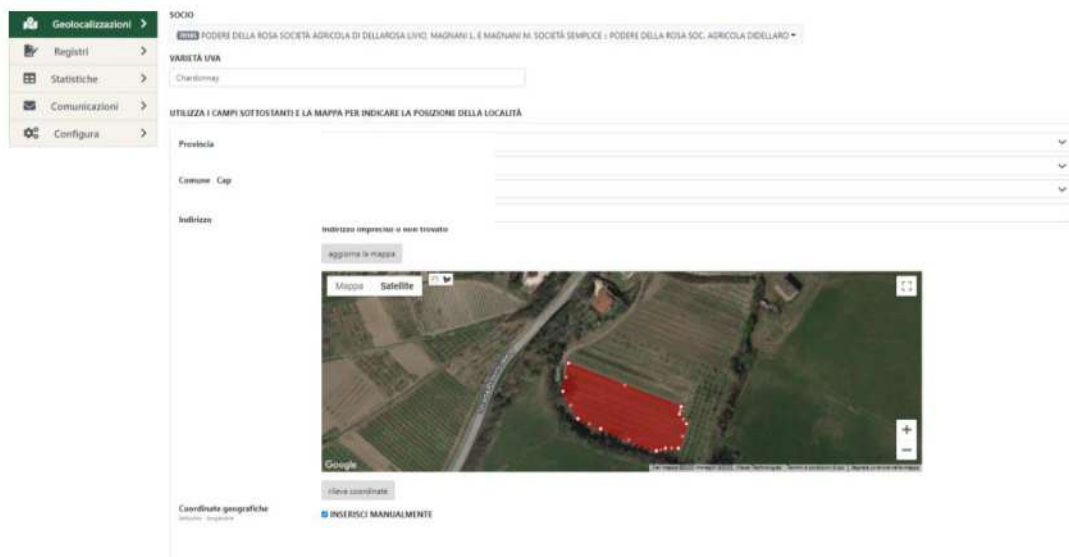 SOCIO
Geolocalizzazioni
PODERE DELLA ROSA SOCIETÀ AGRICOLA DI DELLAROSA LIVIO, MAGNANI L. E MAGNANI M. SOCIETÀ SEMPLICE : PODERE DELLA ROSA SOC. AGRICOLA DIDELLARO
Registri
VARIETÀ UVA
Statistiche
Chardonnay
Comunicazioni
UTILIZZA I CAMPI SOTTOSTANTI E LA MAPPA PER INDICARE LA POSIZIONE DELLA LOCALITÀ
Configura
Provincia
Comune Cap
Indirizzo
Indirizzo impreciso o non trovato
aggiorna la mappa
Mappa Satellite
Google
rileva coordinate
Coordinate geografiche
INSERISCI MANUALMENTE